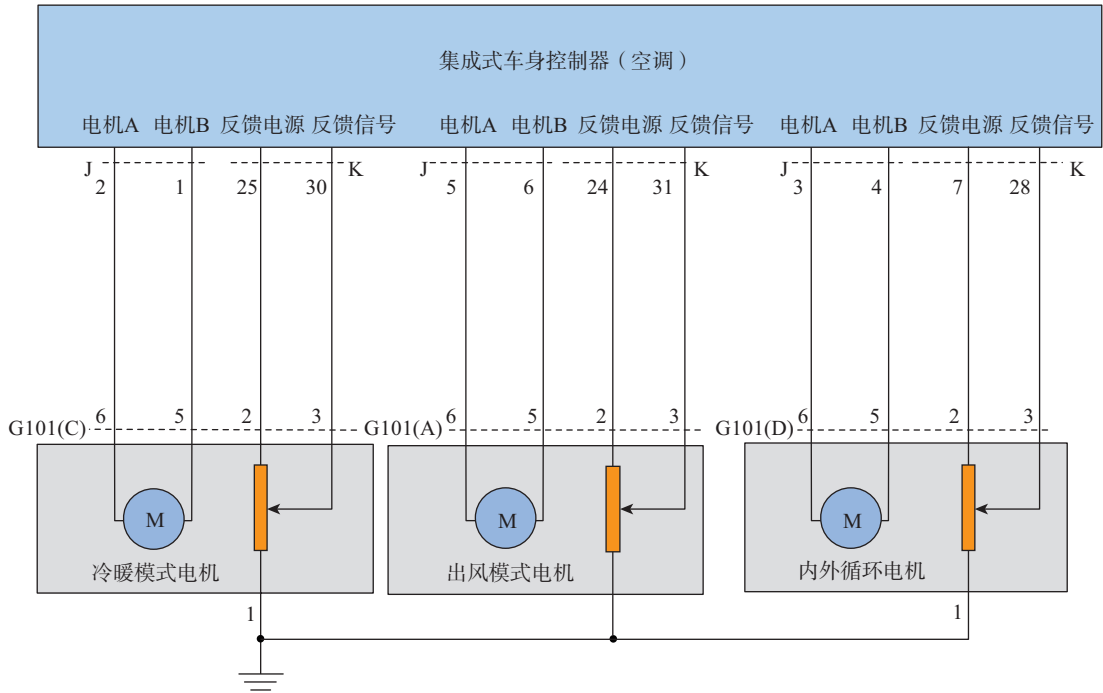 集成式车身控制器（空调）
电机A 电机B 反馈电源 反馈信号 电机A 电机B 反馈电源 反馈信号 电机A 电机B 反馈电源 反馈信号
J K J K J K
2 1 25 30 5 6 24 31 3 4 7 28
6 5 2 3 6 5 2 3 6 5 2 3
G101(C) G101(A) G101(D)
M M M
冷暖模式电机 出风模式电机 内外循环电机
1 1